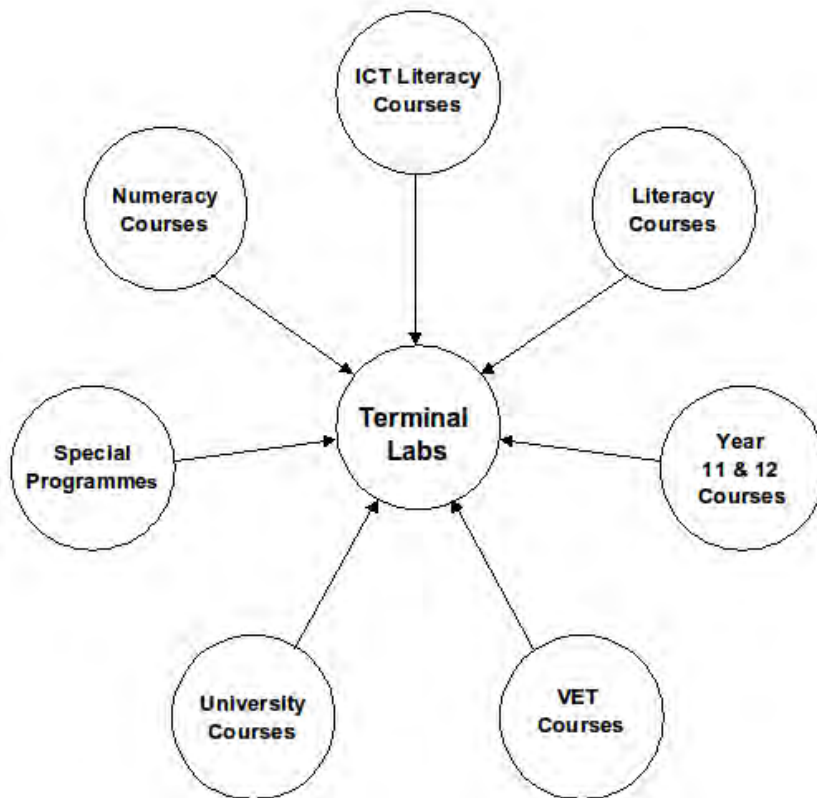 ICT Literacy
Courses
Numeracy
Courses
Literacy
Courses
Terminal
Labs
Special
Programmes
Year
11 & 12
Courses
University
Courses
VET
Courses